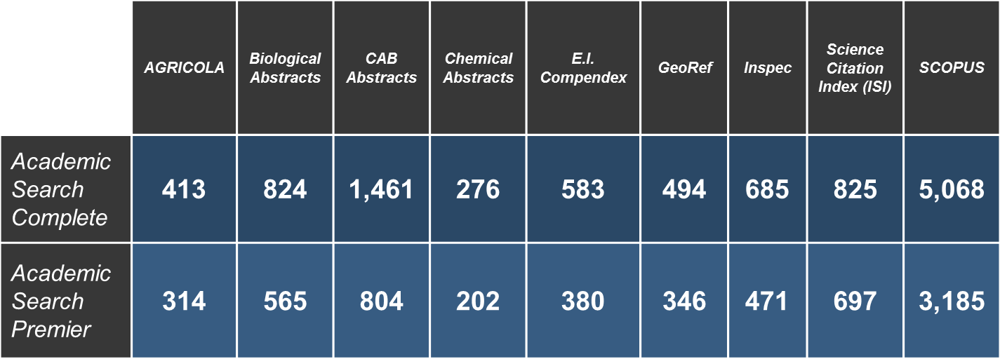 AGRICOLA
Biological
Abstracts
CAB
Abstracts
Chemical
Abstracts
E.I.
Compendex
GeoRef
Inspec
Science
Citation
Index (ISI)
SCOPUS
Academic
Search
Complete
413
824
1,461
276
583
494
685
825
5,068
Academic
Search
Premier
314
565
804
202
380
346
471
697
3,185